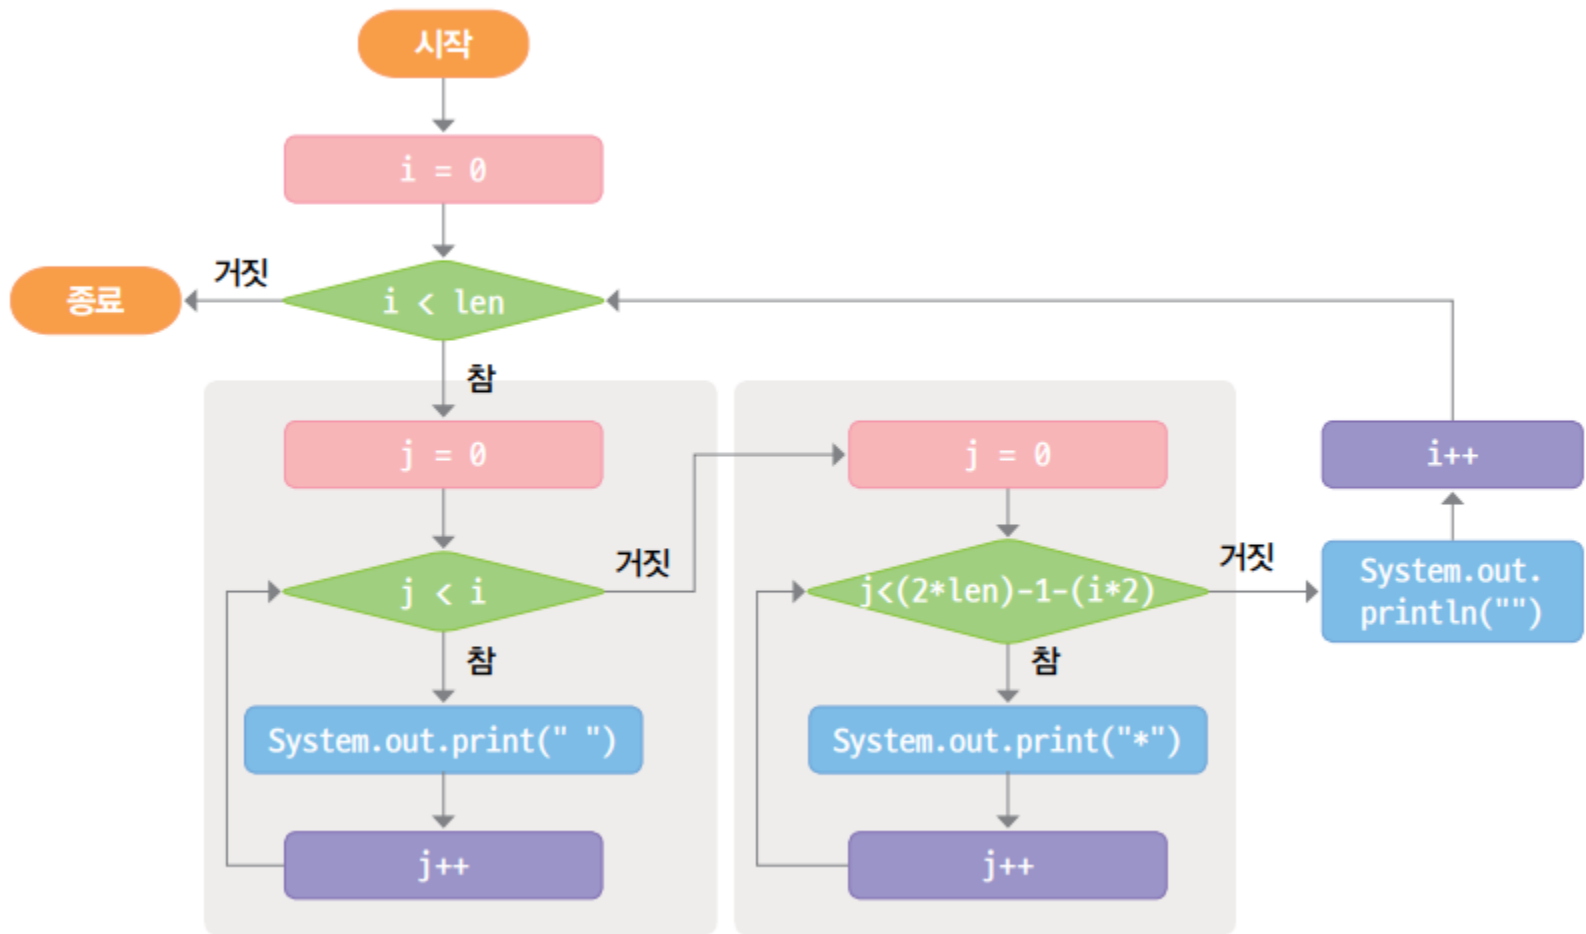 시작
i = 0
거짓
종료
i < len
참
j = 0
j = 0
i++
거짓
거짓
j < i
j<(2*len)-1-(i*2)
System.out.
println("")
참
참
System.out.print(" ")
System.out.print("*")
j++
j++